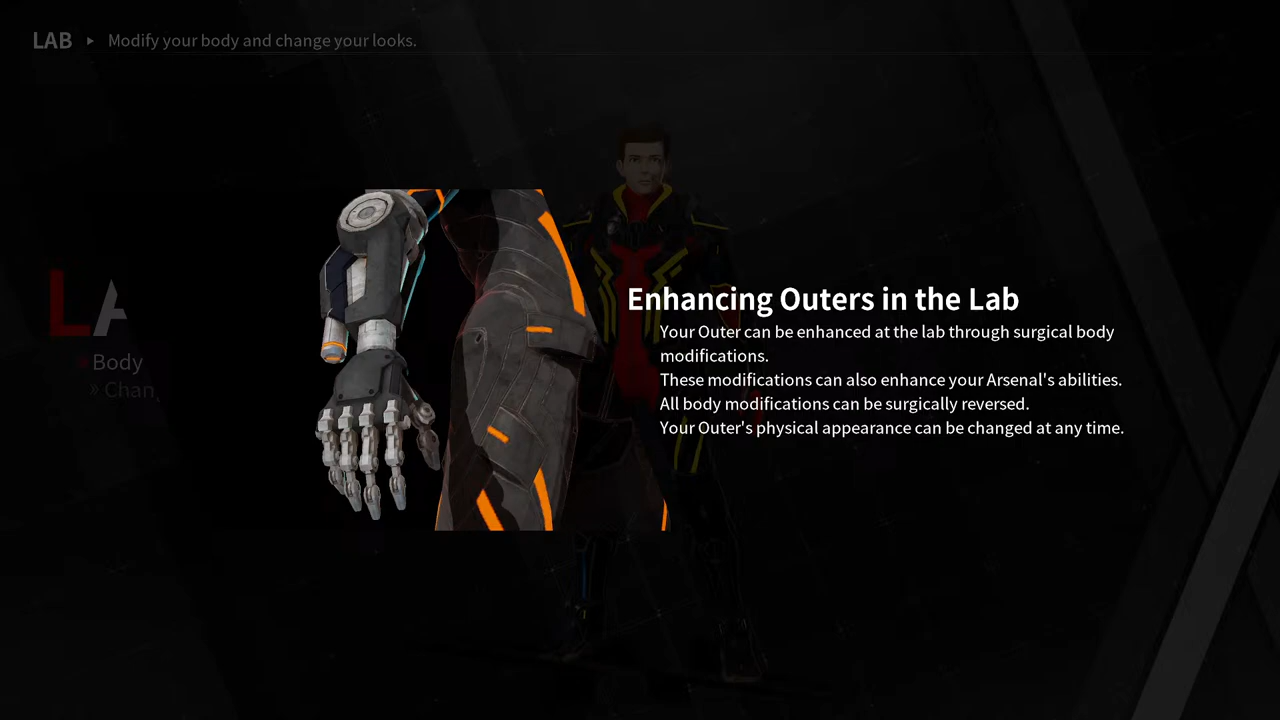 LAB ▸ Modify your body and change your looks.
Enhancing Outers in the Lab
Your Outer can be enhanced at the lab through surgical body
modifications.
These modifications can also enhance your Arsenal's abilities.
All body modifications can be surgically reversed.
Your Outer's physical appearance can be changed at any time.
LA
Body
» Chan